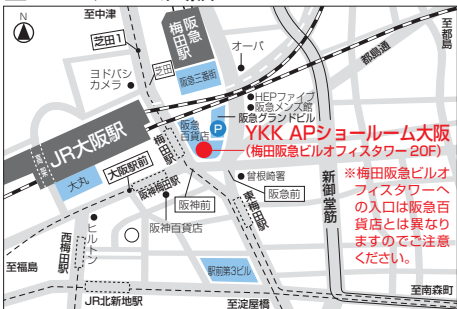 至中津
N
芝田1
阪急
梅田駅
芝田
オーパ
都島通
至都島
ヨドバシ
カメラ
阪急三番街
HEPファイブ
阪急メンズ館
阪急グランドビル
P
阪急
百貨店
YKK APショールーム大阪
(梅田阪急ビルオフィスタワー20F)
JR大阪駅
梅田駅
大阪駅前
大丸
阪神梅田駅
阪神前
曽根崎署
阪急前
新御堂筋
※梅田阪急ビルオ
フィスタワーへ
の入口は阪急百
貨店とは異なり
ますのでご注意
ください。
ヒルトン
阪神百貨店
東梅田駅
西梅田駅
至福島
駅前第3ビル
JR北新地駅
至淀屋橋
至南森町